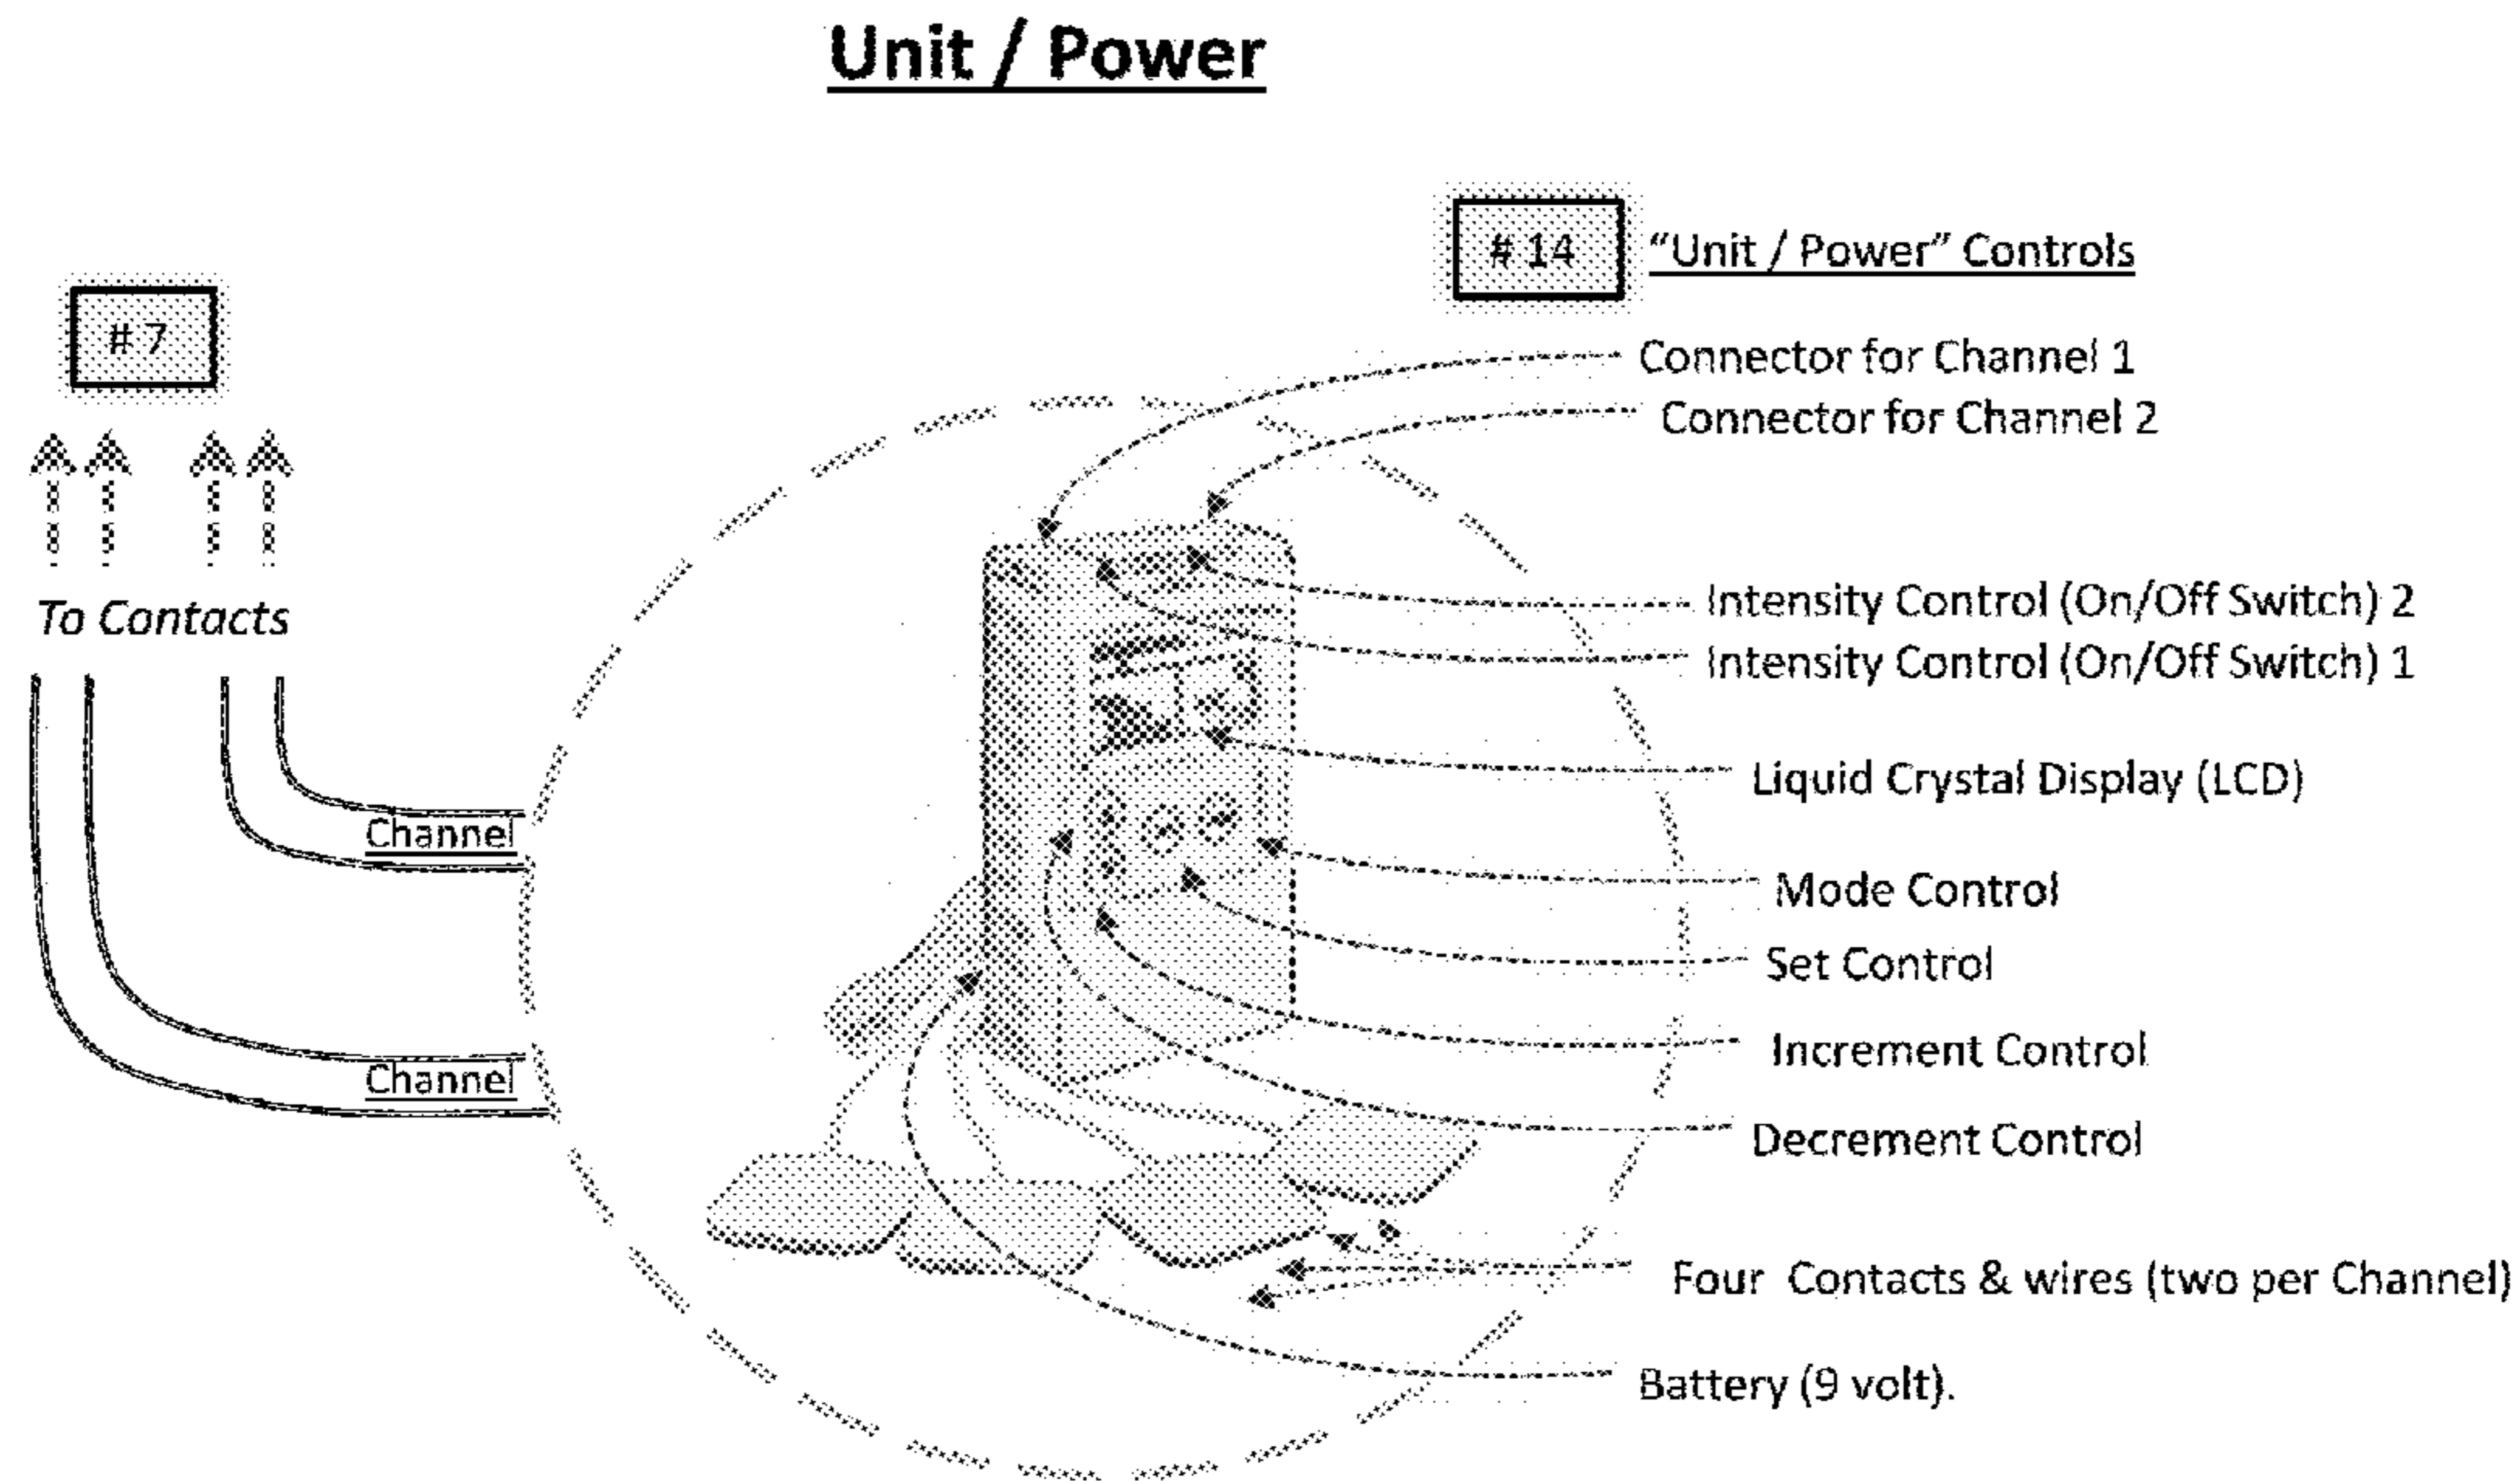 Unit / Power
# 14 “Unit / Power” Controls
# 7
Connector for Channel 1
Connector for Channel 2
To Contacts
Intensity Control (On/Off Switch) 2
Intensity Control (On/Off Switch) 1
Liquid Crystal Display (LCD)
Channel
Mode Control
Set Control
Increment Control
Channel
Decrement Control
Four Contacts & wires (two per Channel)
Battery (9 volt).